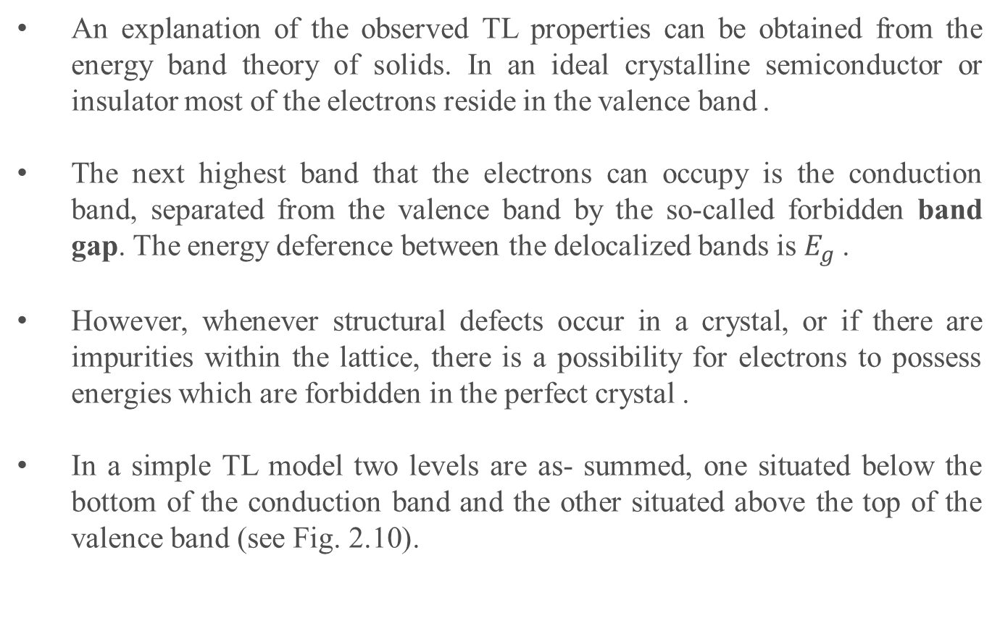 • An explanation of the observed TL properties can be obtained from the
energy band theory of solids. In an ideal crystalline semiconductor or
insulator most of the electrons reside in the valence band .
• The next highest band that the electrons can occupy is the conduction
band, separated from the valence band by the so-called forbidden band
gap. The energy deference between the delocalized bands is E_g .
• However, whenever structural defects occur in a crystal, or if there are
impurities within the lattice, there is a possibility for electrons to possess
energies which are forbidden in the perfect crystal .
• In a simple TL model two levels are as- summed, one situated below the
bottom of the conduction band and the other situated above the top of the
valence band (see Fig. 2.10).